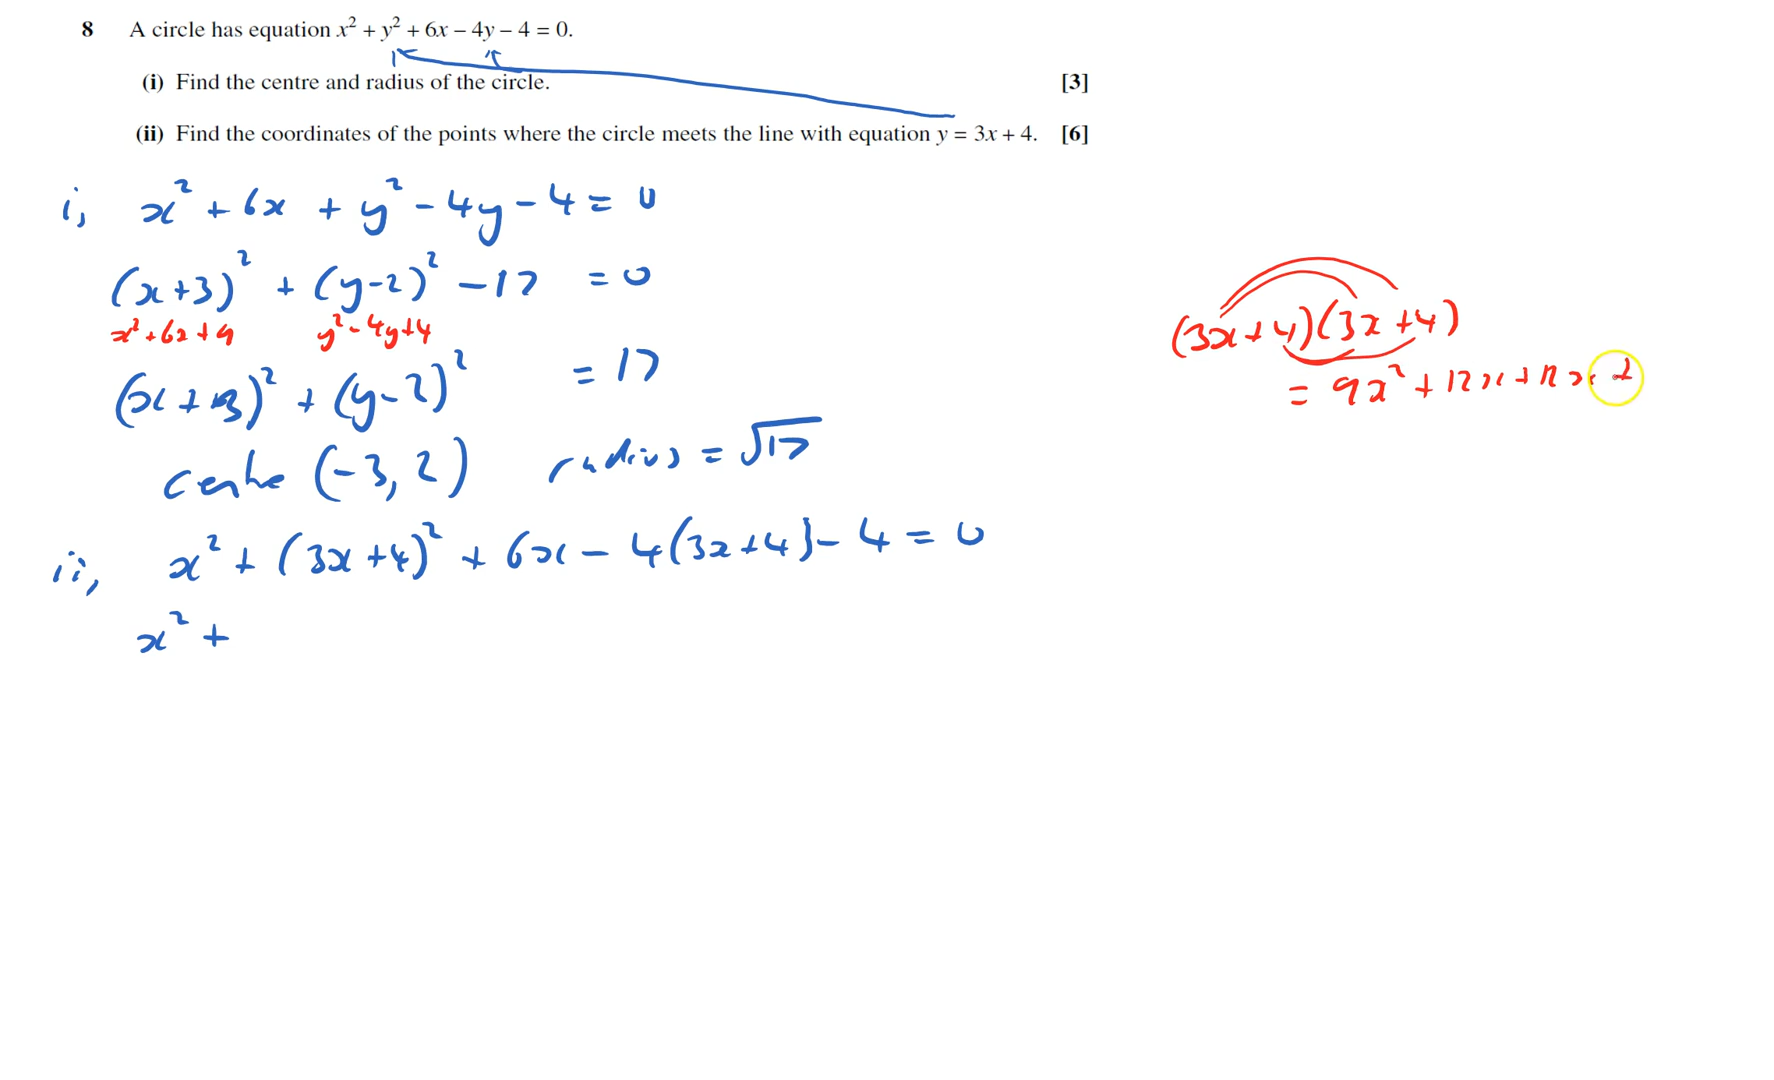 8 A circle has equation x² + y² + 6x – 4y – 4 = 0.
(i) Find the centre and radius of the circle. [3]
(ii) Find the coordinates of the points where the circle meets the line with equation y = 3x + 4. [6]
i, x² + 6x + y² - 4y - 4 = 0
(x+3)² + (y-2)² - 17 = 0
x²+6x+9 y²-4y+4
(x+3)² + (y-2)² = 17
centre (-3, 2) radius = √17
ii, x² + (3x+4)² + 6x - 4(3x+4) - 4 = 0
x² +
(3x+4)(3x+4)
= 9x² + 12x + 12x +